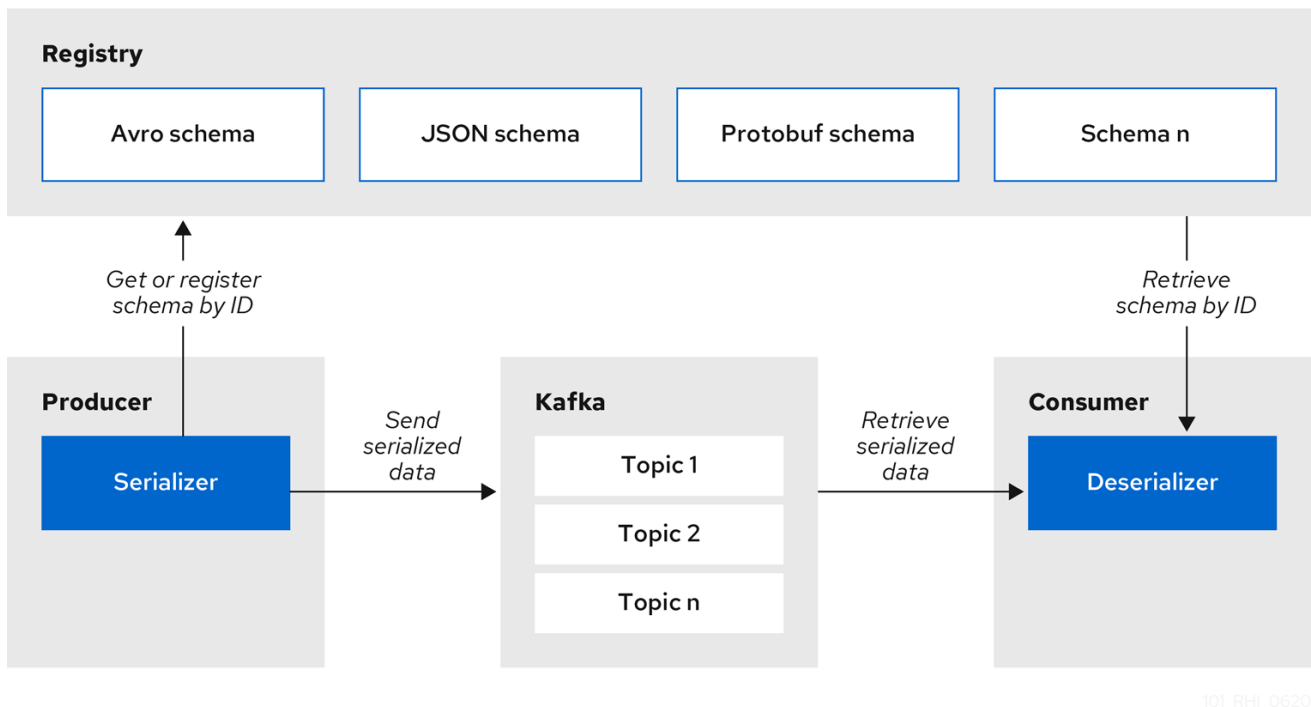 Registry
Avro schema
JSON schema
Protobuf schema
Schema n
Get or register
schema by ID
Retrieve
schema by ID
Producer
Serializer
Send
serialized
data
Kafka
Topic 1
Topic 2
Topic n
Retrieve
serialized
data
Consumer
Deserializer
101_RHI_0620